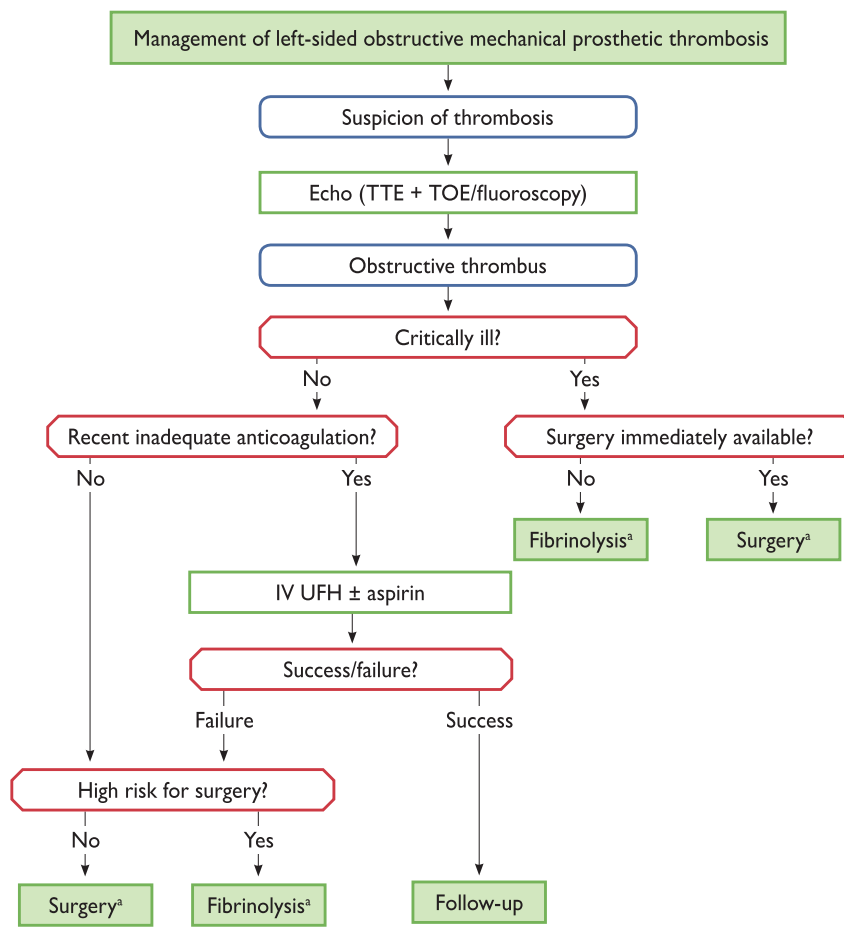 Management of left-sided obstructive mechanical prosthetic thrombosis
Suspicion of thrombosis
Echo (TTE + TOE/fluoroscopy)
Obstructive thrombus
Critically ill?
No
Yes
Recent inadequate anticoagulation?
Surgery immediately available?
No
Yes
No
Yes
Fibrinolysisᵃ
Surgeryᵃ
IV UFH ± aspirin
Success/failure?
Failure
Success
High risk for surgery?
No
Yes
Surgeryᵃ
Fibrinolysisᵃ
Follow-up